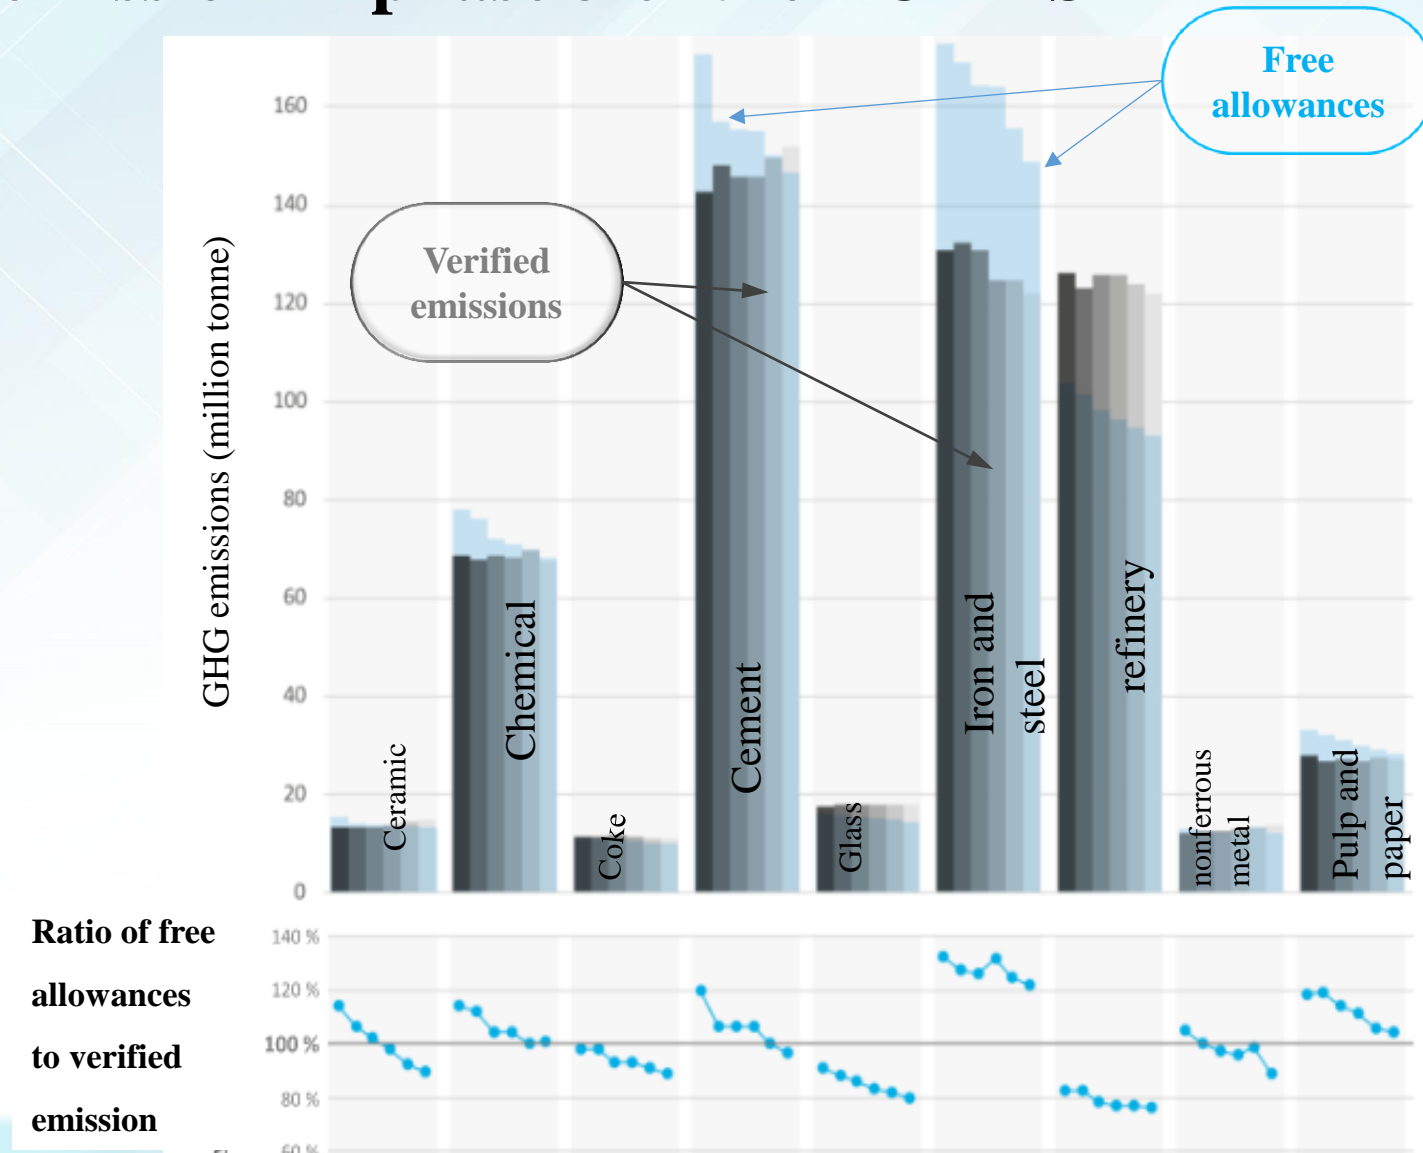 Free
allowances
160
140
120
100
80
60
40
20
0
GHG emissions (million tonne)
Verified
emissions
Ceramic
Chemical
Coke
Cement
Glass
Iron and
steel
refinery
nonferrous
metal
Pulp and
paper
Ratio of free
allowances
to verified
emission
140 %
120 %
100 %
80 %
60 %